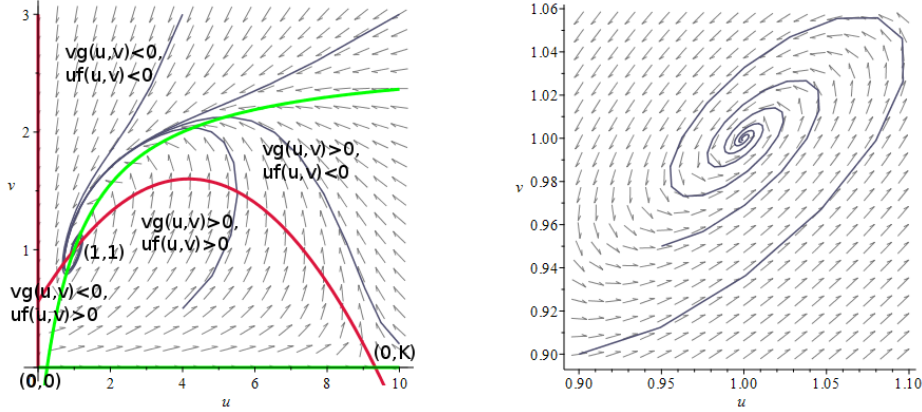 3
vg(u,v)<0,
uf(u,v)<0
2
v
vg(u,v)>0,
uf(u,v)<0
vg(u,v)>0,
uf(u,v)>0
1
(1,1)
vg(u,v)<0,
uf(u,v)>0
(0,K)
(0,0)
2 4 6 8 10
u
1.06
1.04
1.02
1.00
v
0.98
0.96
0.94
0.92
0.90
0.90 0.95 1.00 1.05 1.10
u